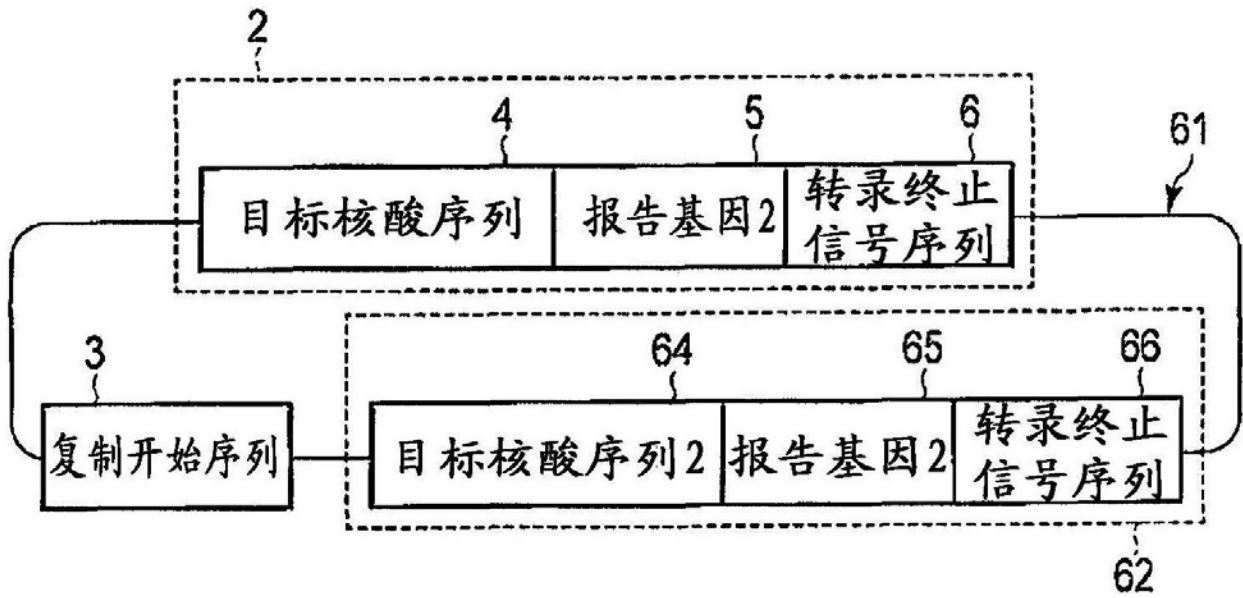 2
4
5
6
61
目标核酸序列
报告基因2
转录终止
信号序列
3
64
65
66
复制开始序列
目标核酸序列2
报告基因2
转录终止
信号序列
62